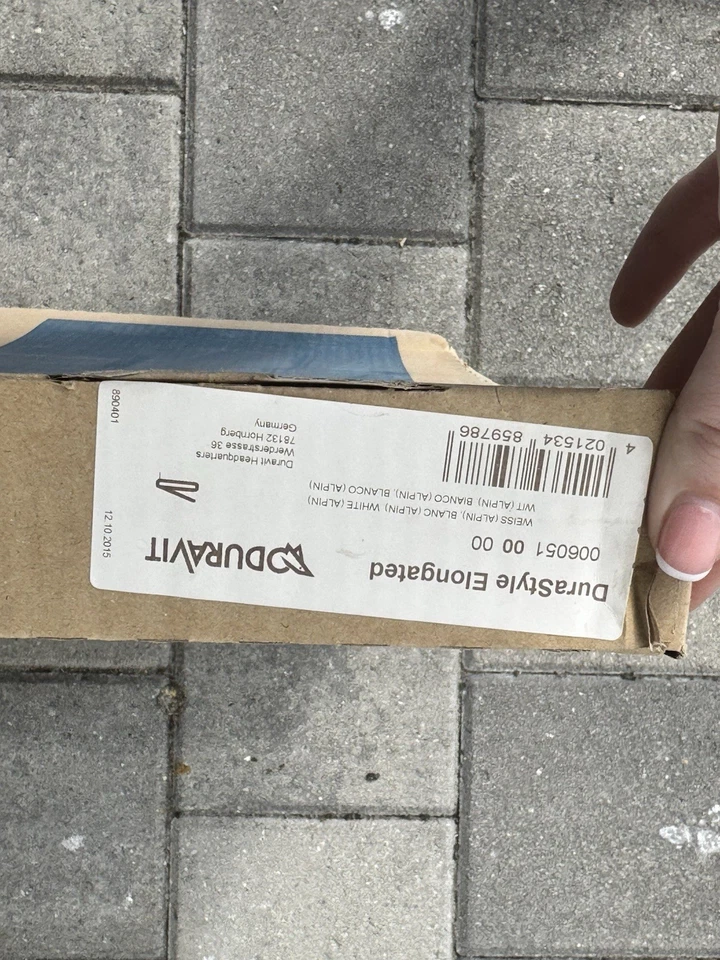 DuraStyle Elongated
006051 00 00
WEISS (ALPIN), BLANC (ALPIN), WHITE (ALPIN)
WIT (ALPIN), BIANCO (ALPIN), BLANCO (ALPIN)
4 021534 859786
DURAVIT
Duravit Headquarters
Werderstrasse 36
78132 Hornberg
Germany
12.10.2015
890401